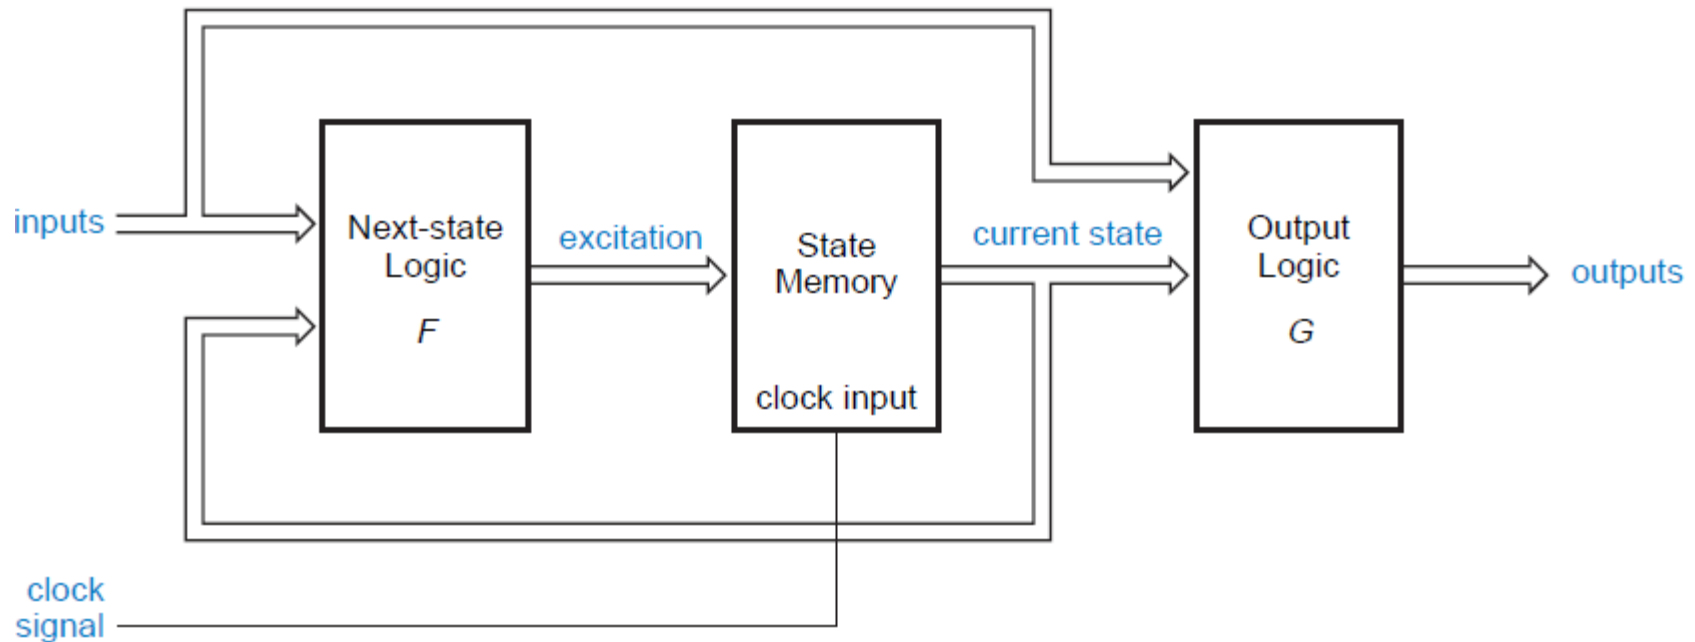 inputs
Next-state
Logic
F
excitation
State
Memory
clock input
current state
Output
Logic
G
outputs
clock
signal